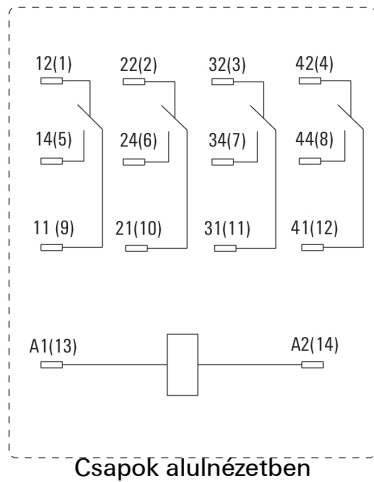 12(1) 22(2) 32(3) 42(4)
14(5) 24(6) 34(7) 44(8)
11 (9) 21(10) 31(11) 41(12)
A1(13) A2(14)
Csapok alulnézetben